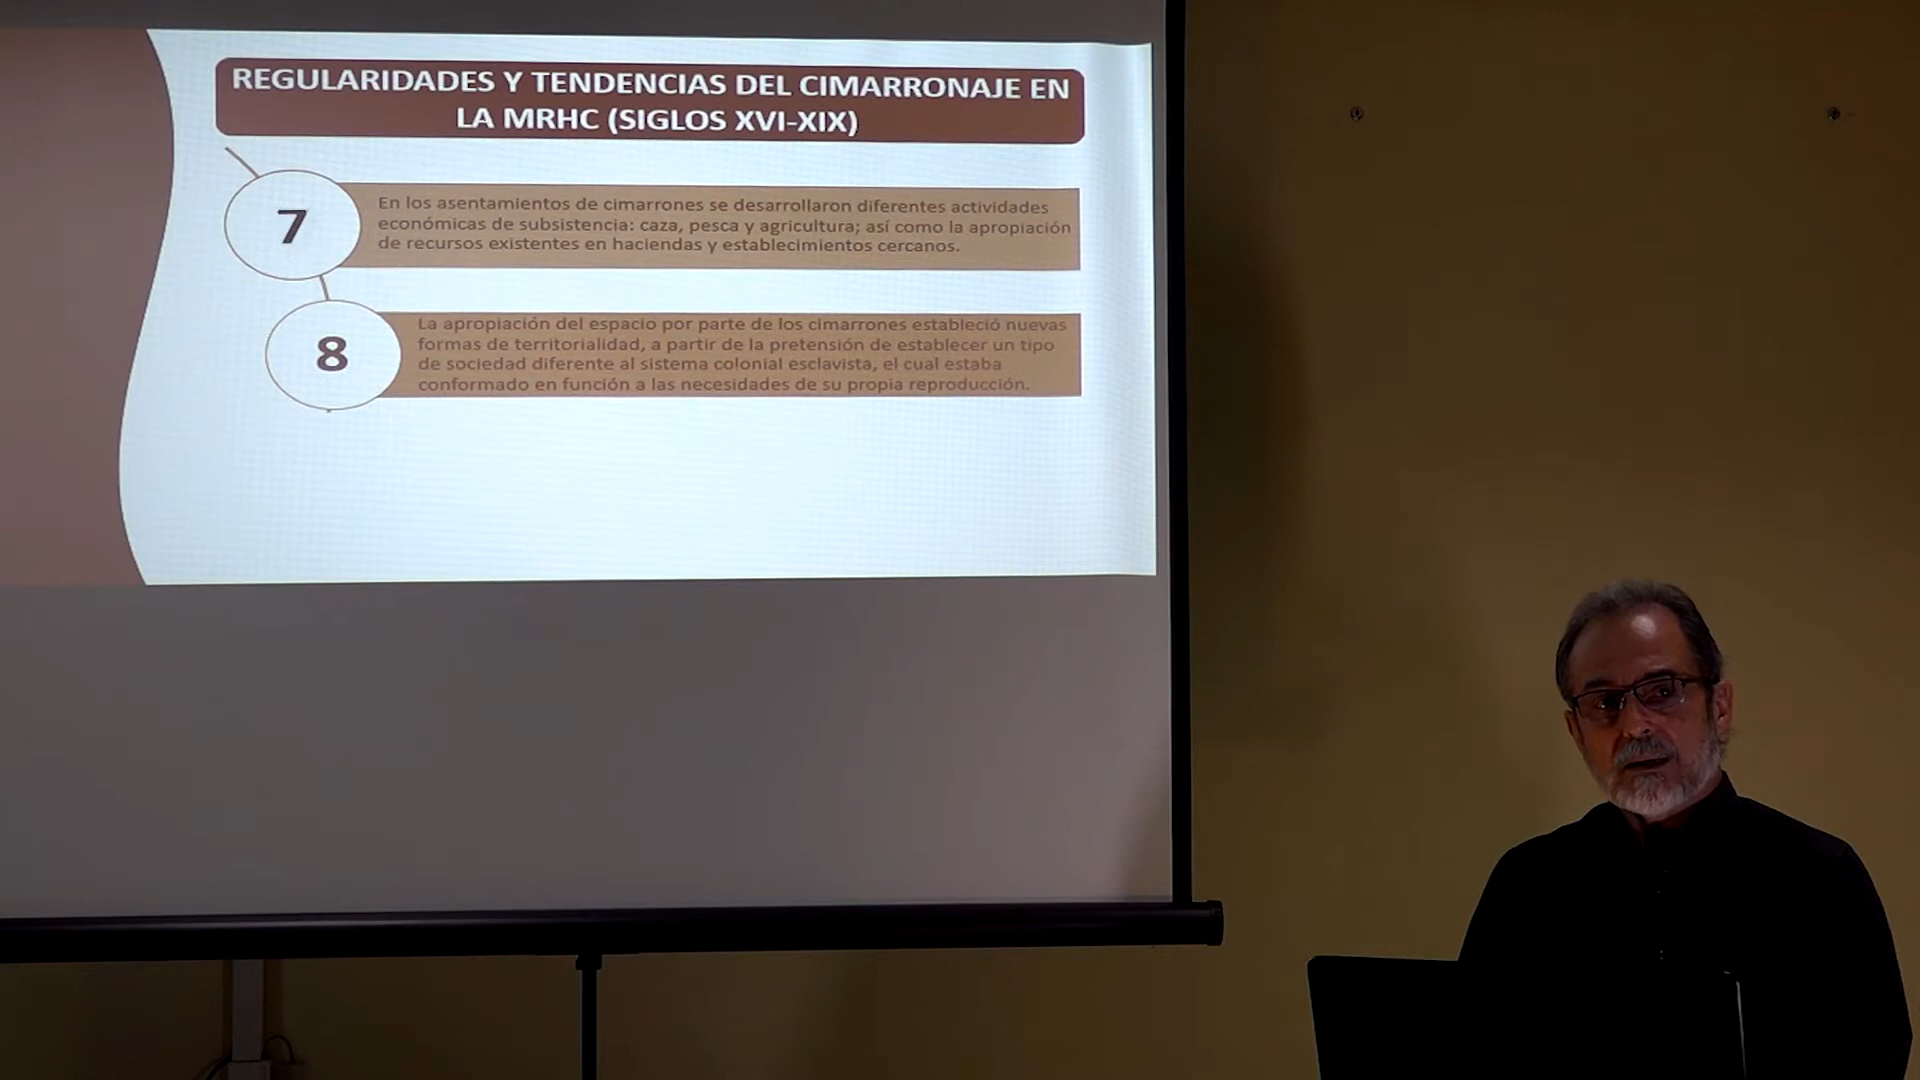 REGULARIDADES Y TENDENCIAS DEL CIMARRONAJE EN
LA MRHC (SIGLOS XVI-XIX)
7
En los asentamientos de cimarrones se desarrollaron diferentes actividades
económicas de subsistencia: caza, pesca y agricultura; así como la apropiación
de recursos existentes en haciendas y establecimientos cercanos.
8
La apropiación del espacio por parte de los cimarrones estableció nuevas
formas de territorialidad, a partir de la pretensión de establecer un tipo
de sociedad diferente al sistema colonial esclavista, el cual estaba
conformado en función a las necesidades de su propia reproducción.